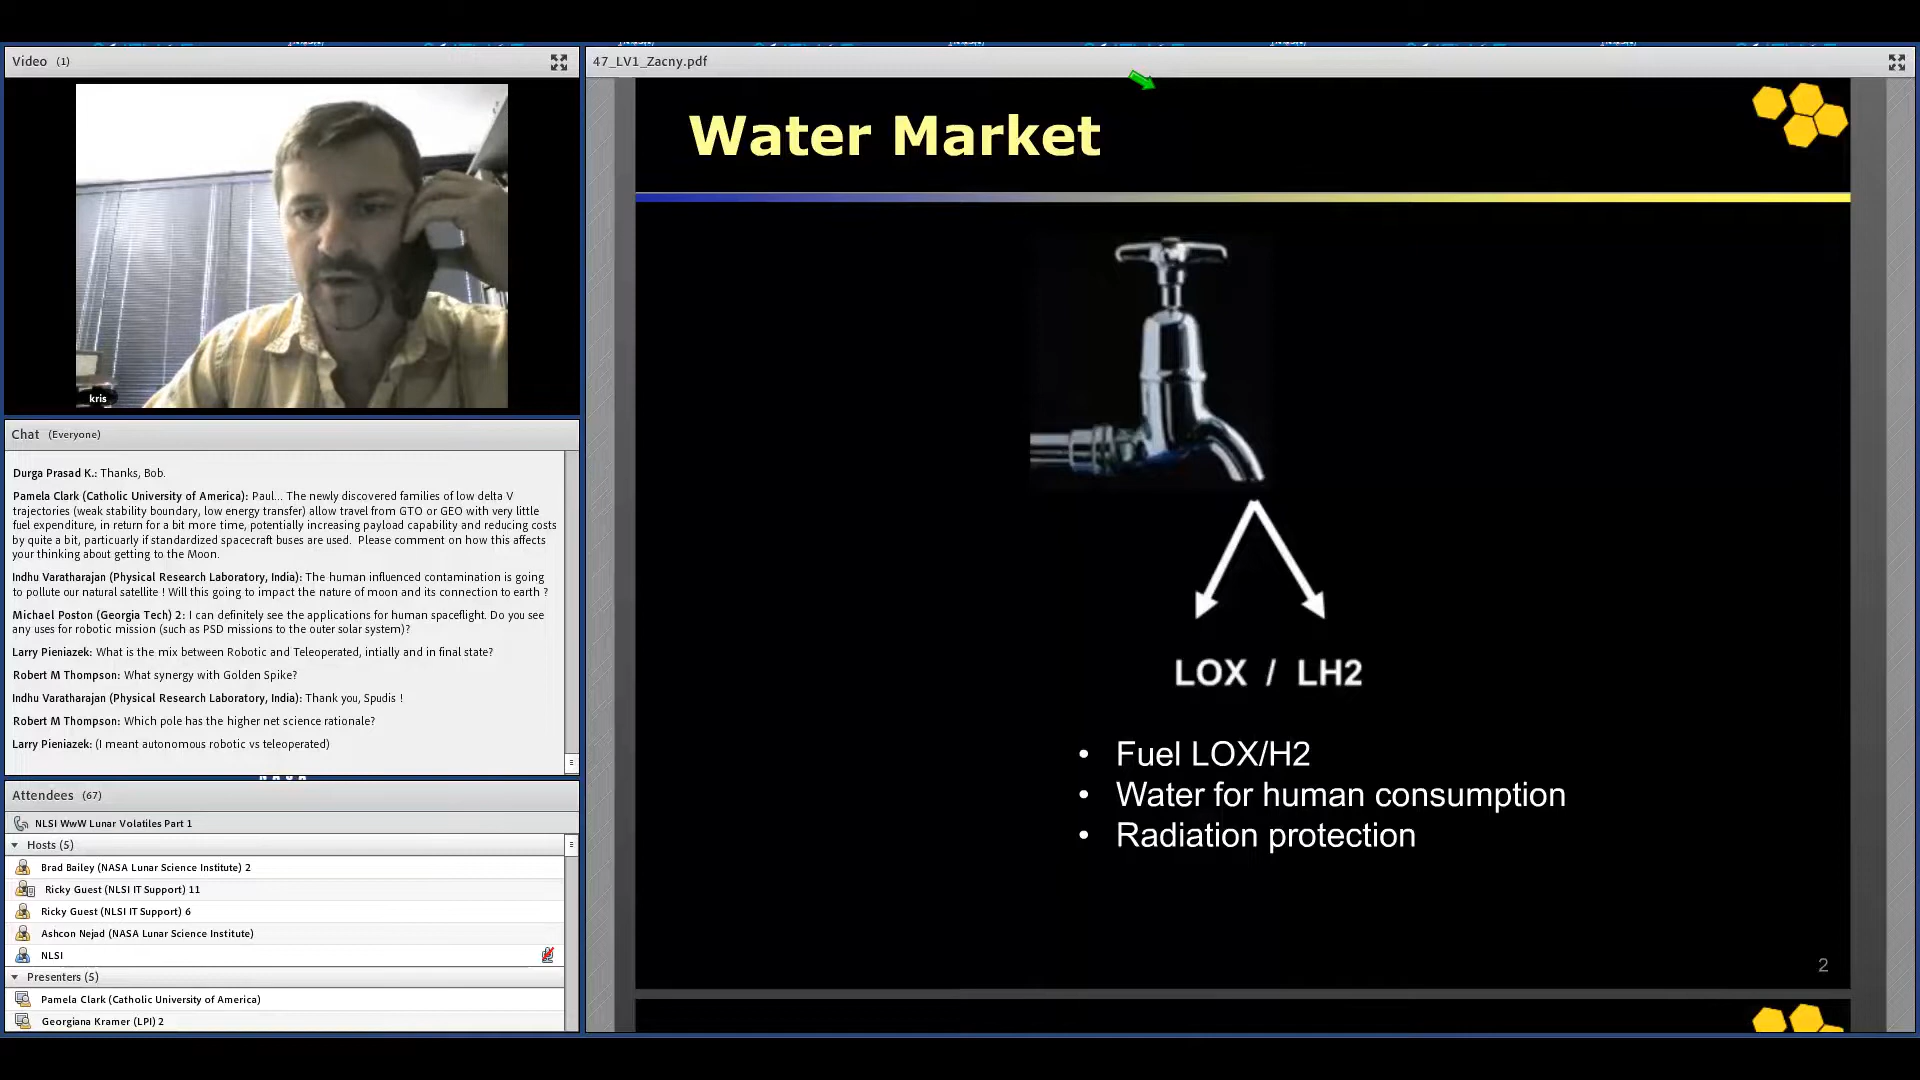 Video (1)
kris
Chat (Everyone)
Durga Prasad K.: Thanks, Bob.
Pamela Clark (Catholic University of America): Paul... The newly discovered families of low delta V
trajectories (weak stability boundary, low energy transfer) allow travel from GTO or GEO with very little
fuel expenditure, in return for a bit more time, potentially increasing payload capability and reducing costs
by quite a bit, particuarly if standardized spacecraft buses are used. Please comment on how this affects
your thinking about getting to the Moon.
Indhu Varatharajan (Physical Research Laboratory, India): The human influenced contamination is going
to pollute our natural satellite ! Will this going to impact the nature of moon and its connection to earth ?
Michael Poston (Georgia Tech) 2: I can definitely see the applications for human spaceflight. Do you see
any uses for robotic mission (such as PSD missions to the outer solar system)?
Larry Pieniazek: What is the mix between Robotic and Teleoperated, intially and in final state?
Robert M Thompson: What synergy with Golden Spike?
Indhu Varatharajan (Physical Research Laboratory, India): Thank you, Spudis !
Robert M Thompson: Which pole has the higher net science rationale?
Larry Pieniazek: (I meant autonomous robotic vs teleoperated)
Attendees (67)
NLSI WwW Lunar Volatiles Part 1
Hosts (5)
Brad Bailey (NASA Lunar Science Institute) 2
Ricky Guest (NLSI IT Support) 11
Ricky Guest (NLSI IT Support) 6
Ashcon Nejad (NASA Lunar Science Institute)
NLSI
Presenters (5)
Pamela Clark (Catholic University of America)
Georgiana Kramer (LPI) 2
47_LV1_Zacny.pdf
Water Market
LOX / LH2
• Fuel LOX/H2
• Water for human consumption
• Radiation protection
2